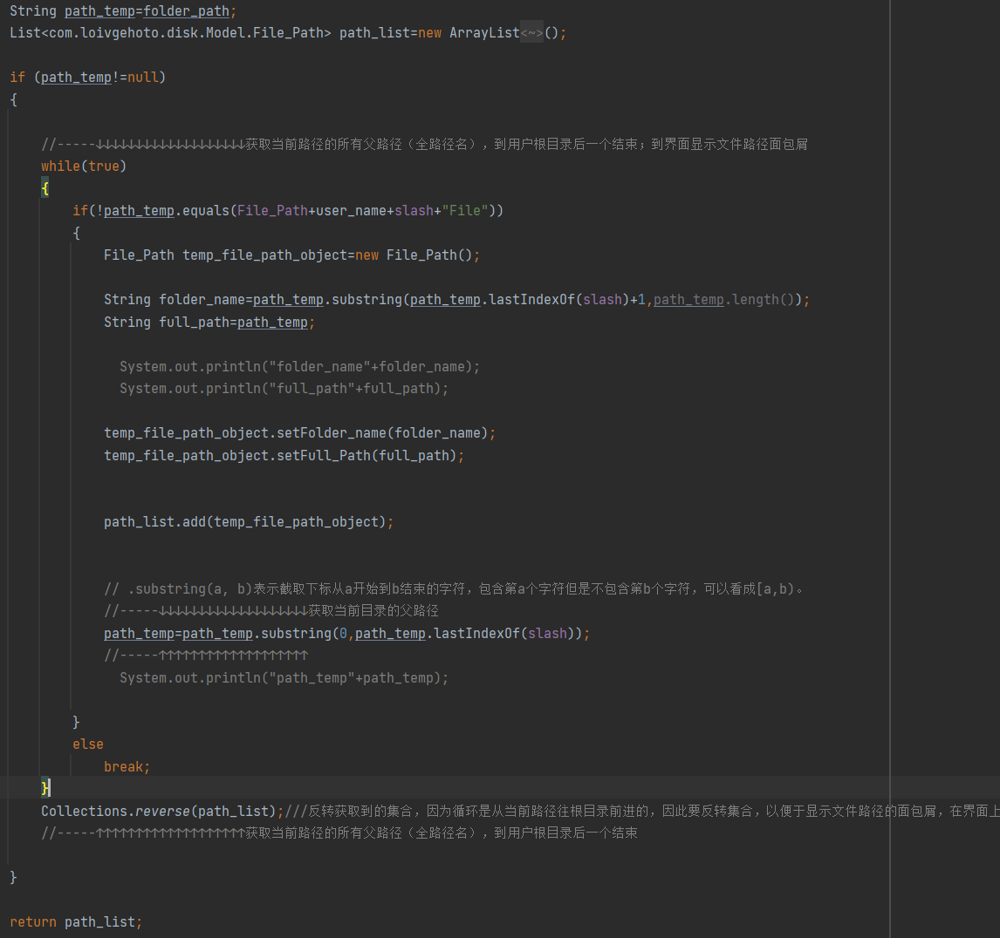 String path_temp=folder_path;
List<com.loivgehoto.disk.Model.File_Path> path_list=new ArrayList<~>();
if (path_temp!=null)
{
//-----↓↓↓↓↓↓↓↓↓↓↓↓↓↓↓↓↓↓↓获取当前路径的所有父路径（全路径名），到用户根目录后一个结束；到界面显示文件路径面包屑
while(true)
{
if(!path_temp.equals(File_Path+user_name+slash+"File"))
{
File_Path temp_file_path_object=new File_Path();
String folder_name=path_temp.substring(path_temp.lastIndexOf(slash)+1,path_temp.length());
String full_path=path_temp;
System.out.println("folder_name"+folder_name);
System.out.println("full_path"+full_path);
temp_file_path_object.setFolder_name(folder_name);
temp_file_path_object.setFull_Path(full_path);
path_list.add(temp_file_path_object);
// .substring(a, b)表示截取下标从a开始到b结束的字符，包含第a个字符但是不包含第b个字符，可以看成[a,b)。
//-----↓↓↓↓↓↓↓↓↓↓↓↓↓↓↓↓↓↓↓获取当前目录的父路径
path_temp=path_temp.substring(0,path_temp.lastIndexOf(slash));
//-----↑↑↑↑↑↑↑↑↑↑↑↑↑↑↑↑↑↑↑
System.out.println("path_temp"+path_temp);
}
else
break;
}
Collections.reverse(path_list);///反转获取到的集合，因为循环是从当前路径往根目录前进的，因此要反转集合，以便于显示文件路径的面包屑，在界面上
//-----↑↑↑↑↑↑↑↑↑↑↑↑↑↑↑↑↑↑↑获取当前路径的所有父路径（全路径名），到用户根目录后一个结束
}
return path_list;